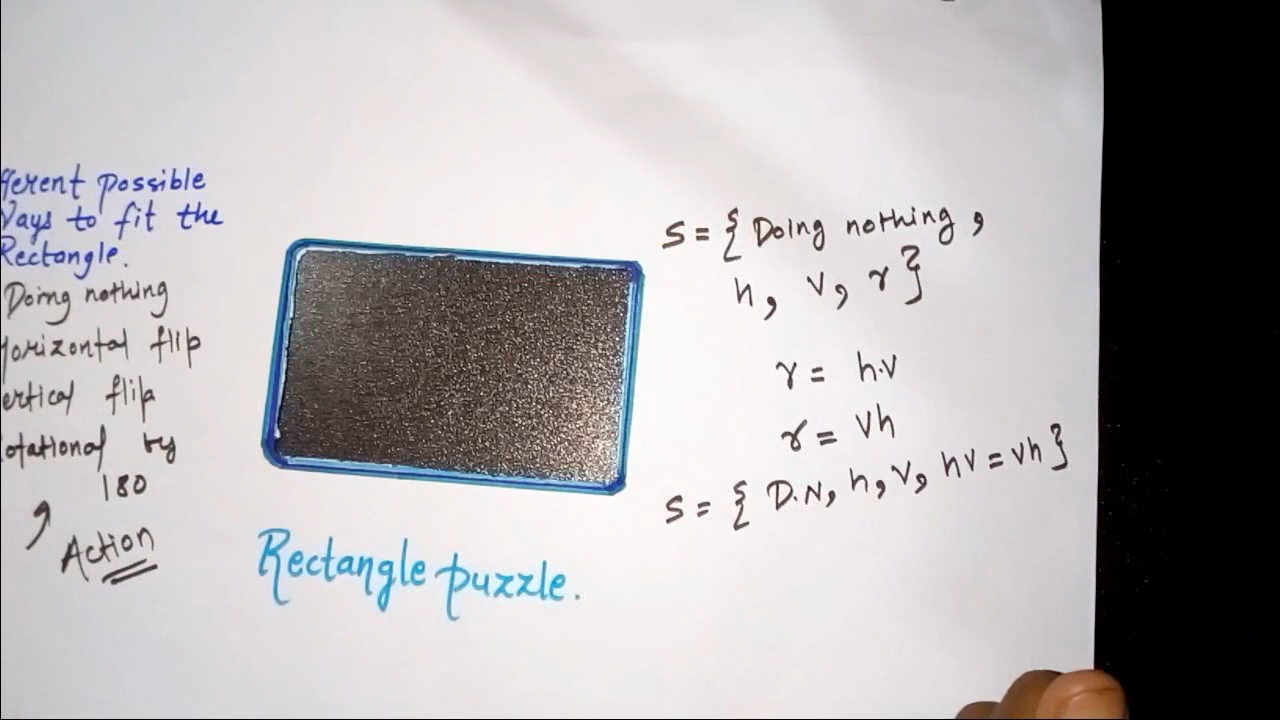 fferent possible
Ways to fit the
Rectangle.
Doing nothing
Horizontal flip
ertical flip
otational by
180
, Action
Rectangle puzzle.
S = { Doing nothing ,
h, v, r }
r = h.v
r = vh
S = { D.N, h, v, hv = vh }